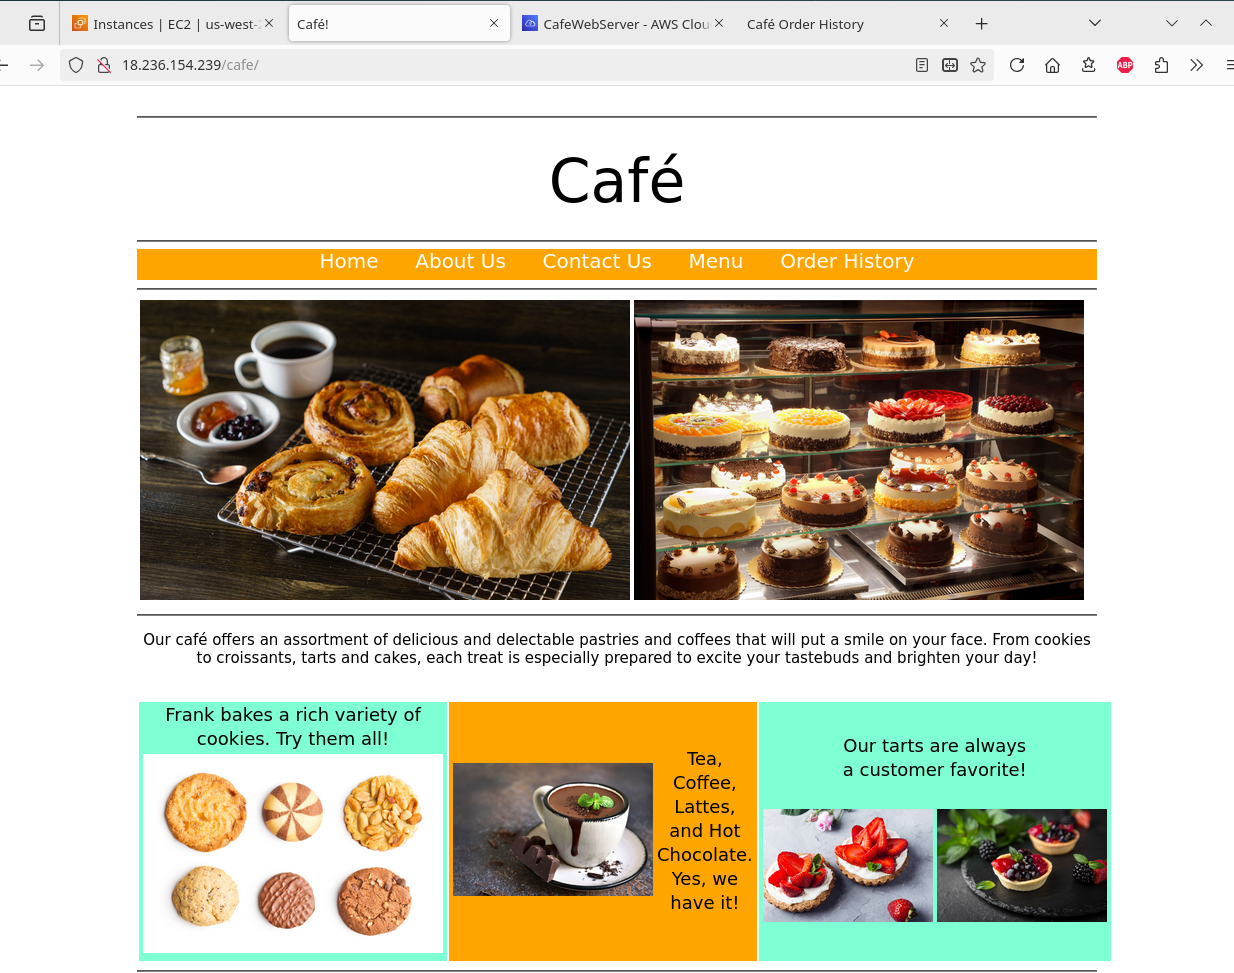 Instances | EC2 | us-west-2
Café!
CafeWebServer - AWS Clou
Café Order History
18.236.154.239/cafe/
ABP
Café
Home About Us Contact Us Menu Order History
Our café offers an assortment of delicious and delectable pastries and coffees that will put a smile on your face. From cookies
to croissants, tarts and cakes, each treat is especially prepared to excite your tastebuds and brighten your day!
Frank bakes a rich variety of
cookies. Try them all!
Tea,
Coffee,
Lattes,
and Hot
Chocolate.
Yes, we
have it!
Our tarts are always
a customer favorite!